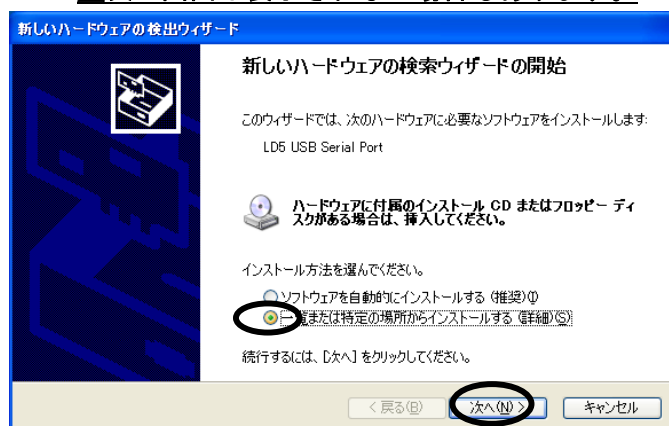 新しいハードウェアの検出ウィザード
新しいハードウェアの検索ウィザードの開始
このウィザードでは、次のハードウェアに必要なソフトウェアをインストールします:
LD5 USB Serial Port
ハードウェアに付属のインストール CD またはフロッピー ディ
スクがある場合は、挿入してください。
インストール方法を選んでください。
ソフトウェアを自動的にインストールする (推奨)(I)
一覧または特定の場所からインストールする (詳細)(S)
続行するには、[次へ] をクリックしてください。
< 戻る(B)
次へ(N) >
キャンセル